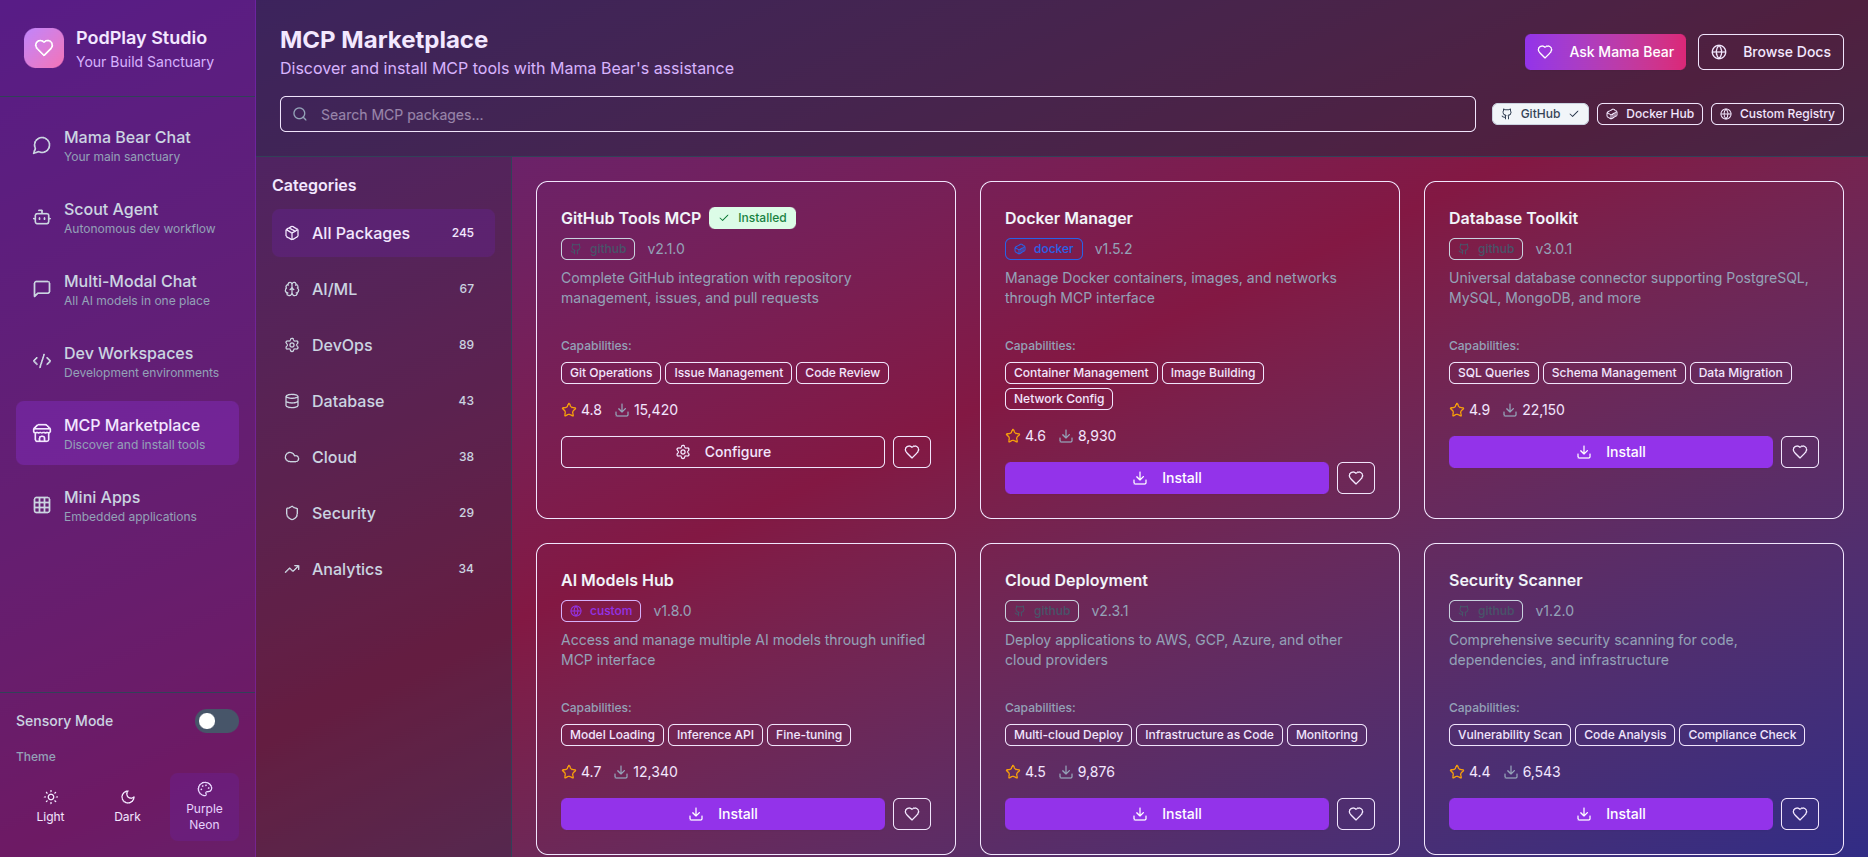 PodPlay Studio
Your Build Sanctuary
Mama Bear Chat
Your main sanctuary
Scout Agent
Autonomous dev workflow
Multi-Modal Chat
All AI models in one place
Dev Workspaces
Development environments
MCP Marketplace
Discover and install tools
Mini Apps
Embedded applications
Sensory Mode
Theme
Light
Dark
Purple
Neon
MCP Marketplace
Discover and install MCP tools with Mama Bear's assistance
Ask Mama Bear
Browse Docs
Search MCP packages...
GitHub
Docker Hub
Custom Registry
Categories
All Packages 245
AI/ML 67
DevOps 89
Database 43
Cloud 38
Security 29
Analytics 34
GitHub Tools MCP Installed
github v2.1.0
Complete GitHub integration with repository
management, issues, and pull requests
Capabilities:
Git Operations Issue Management Code Review
4.8 15,420
Configure
Docker Manager
docker v1.5.2
Manage Docker containers, images, and networks
through MCP interface
Capabilities:
Container Management Image Building
Network Config
4.6 8,930
Install
Database Toolkit
github v3.0.1
Universal database connector supporting PostgreSQL,
MySQL, MongoDB, and more
Capabilities:
SQL Queries Schema Management Data Migration
4.9 22,150
Install
AI Models Hub
custom v1.8.0
Access and manage multiple AI models through unified
MCP interface
Capabilities:
Model Loading Inference API Fine-tuning
4.7 12,340
Install
Cloud Deployment
github v2.3.1
Deploy applications to AWS, GCP, Azure, and other
cloud providers
Capabilities:
Multi-cloud Deploy Infrastructure as Code Monitoring
4.5 9,876
Install
Security Scanner
github v1.2.0
Comprehensive security scanning for code,
dependencies, and infrastructure
Capabilities:
Vulnerability Scan Code Analysis Compliance Check
4.4 6,543
Install